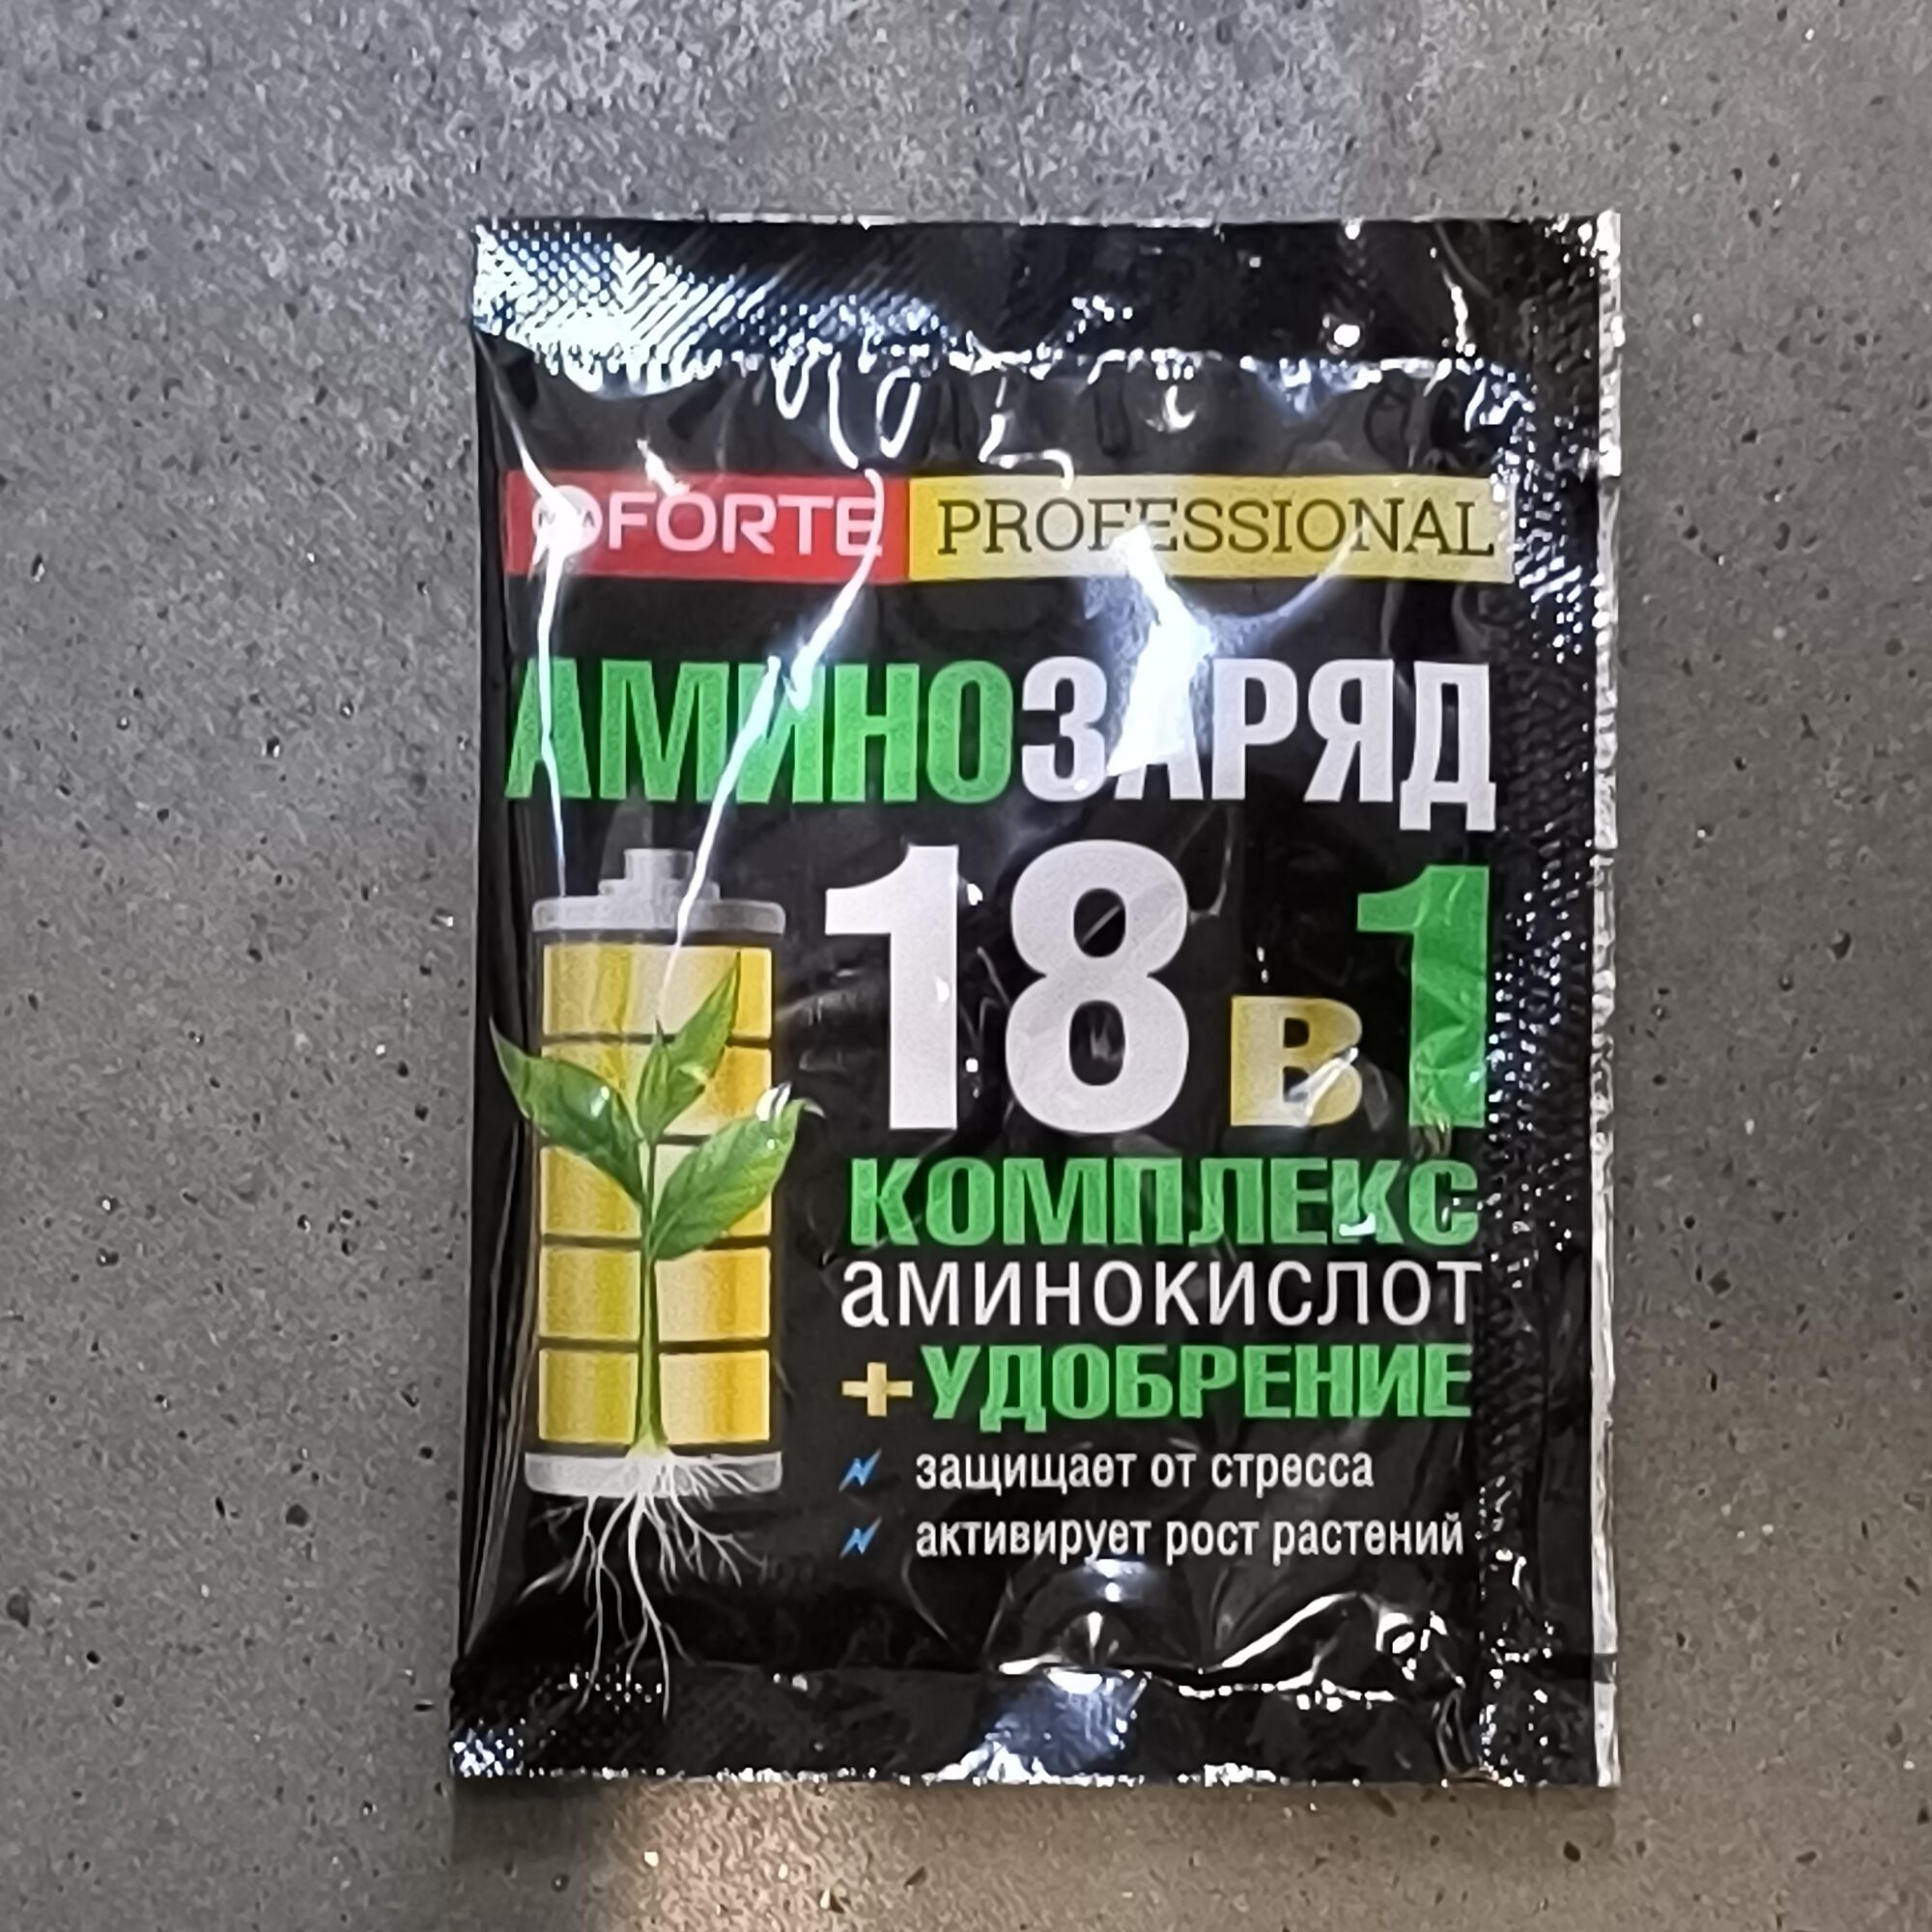 FORTE PROFESSIONAL
АМИНОЗАРЯД
18 в 1
КОМПЛЕКС
аминокислот
+УДОБРЕНИЕ
защищает от стресса
активирует рост растений